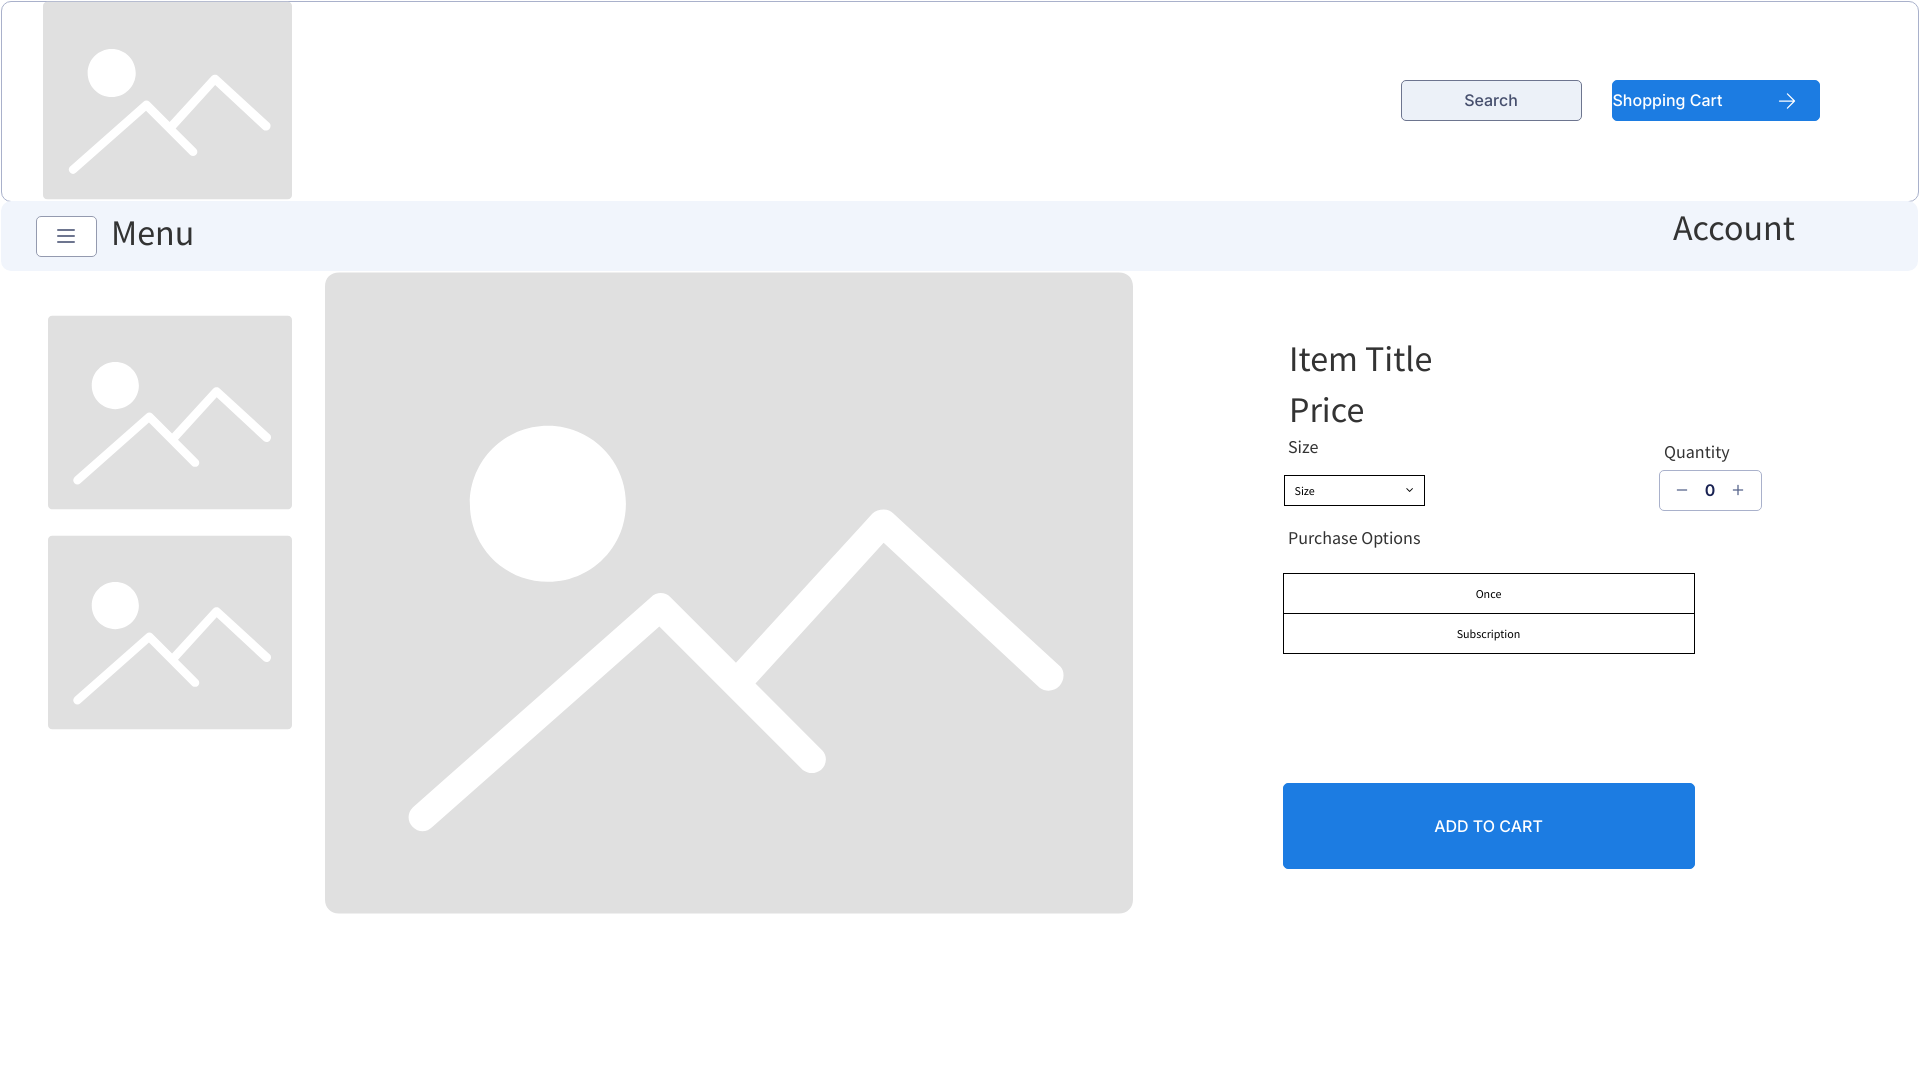 Search
Shopping Cart
Menu
Account
Item Title
Price
Size
Quantity
Size
0
Purchase Options
Once
Subscription
ADD TO CART